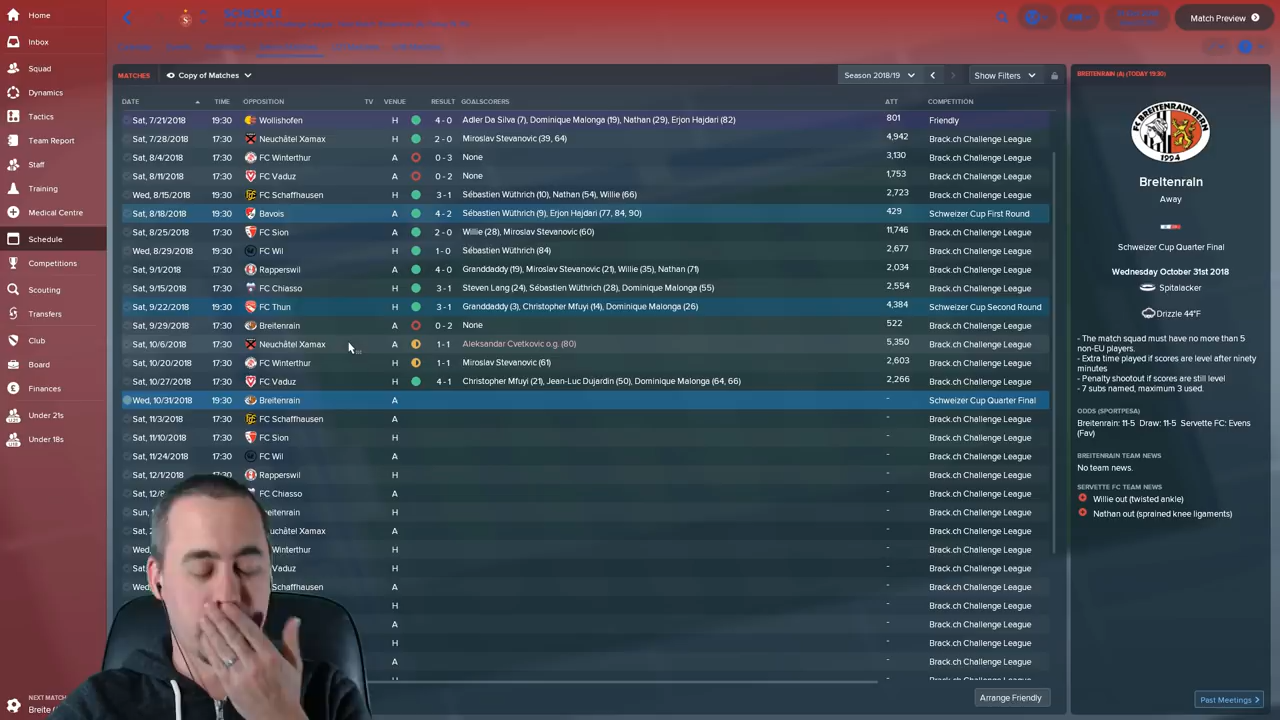 Home
SCHEDULE
Match Preview
Inbox
Squad
Dynamics
Tactics
Team Report
Staff
Training
Medical Centre
Schedule
Competitions
Scouting
Transfers
Club
Board
Finances
Under 21s
Under 18s
NEXT MATCH
Breite
MATCHES Copy of Matches Season 2018/19 Show Filters
DATE TIME OPPOSITION TV VENUE RESULT GOALSCORERS ATT COMPETITION
Sat, 7/21/2018 19:30 Wollishofen H 4 - 0 Adler Da Silva (7), Dominique Malonga (19), Nathan (29), Erjon Hajdari (82) 801 Friendly
Sat, 7/28/2018 17:30 Neuchâtel Xamax H 2 - 0 Miroslav Stevanovic (39, 64) 4,942 Brack.ch Challenge League
Sat, 8/4/2018 17:30 FC Winterthur A 0 - 3 None 3,130 Brack.ch Challenge League
Sat, 8/11/2018 17:30 FC Vaduz A 0 - 2 None 1,753 Brack.ch Challenge League
Wed, 8/15/2018 19:30 FC Schaffhausen H 3 - 1 Sébastien Wüthrich (10), Nathan (54), Willie (66) 2,723 Brack.ch Challenge League
Sat, 8/18/2018 19:30 Bavois A 4 - 2 Sébastien Wüthrich (9), Erjon Hajdari (77, 84, 90) 429 Schweizer Cup First Round
Sat, 8/25/2018 17:30 FC Sion A 2 - 0 Willie (28), Miroslav Stevanovic (60) 11,746 Brack.ch Challenge League
Wed, 8/29/2018 19:30 FC Wil H 1 - 0 Sébastien Wüthrich (84) 2,677 Brack.ch Challenge League
Sat, 9/1/2018 17:30 Rapperswil A 4 - 0 Granddaddy (19), Miroslav Stevanovic (21), Willie (35), Nathan (71) 2,034 Brack.ch Challenge League
Sat, 9/15/2018 17:30 FC Chiasso H 3 - 1 Steven Lang (24), Sébastien Wüthrich (28), Dominique Malonga (55) 2,554 Brack.ch Challenge League
Sat, 9/22/2018 17:30 FC Thun H 3 - 1 Granddaddy (3), Christopher Mfuyi (14), Dominique Malonga (26) 4,384 Schweizer Cup Second Round
Sat, 9/29/2018 17:30 Breitenrain A 0 - 2 None 522 Brack.ch Challenge League
Sat, 10/6/2018 17:30 Neuchâtel Xamax A 1 - 1 Aleksandar Cvetkovic o.g. (80) 5,350 Brack.ch Challenge League
Sat, 10/20/2018 17:30 FC Winterthur H 1 - 1 Miroslav Stevanovic (61) 2,603 Brack.ch Challenge League
Sat, 10/27/2018 17:30 FC Vaduz H 4 - 1 Christopher Mfuyi (21), Jean-Luc Dujardin (50), Dominique Malonga (64, 66) 2,266 Brack.ch Challenge League
Wed, 10/31/2018 19:30 Breitenrain A - Schweizer Cup Quarter Final
Sat, 11/3/2018 17:30 FC Schaffhausen A - Brack.ch Challenge League
Sat, 11/10/2018 17:30 FC Sion H - Brack.ch Challenge League
Sat, 11/24/2018 17:30 FC Wil A - Brack.ch Challenge League
Sat, 12/1/2018 17:30 Rapperswil H - Brack.ch Challenge League
Sat, 12/8 FC Chiasso A - Brack.ch Challenge League
Sun, reitenrain H - Brack.ch Challenge League
Sat, uchâtel Xamax A - Brack.ch Challenge League
Wed, Winterthur H - Brack.ch Challenge League
Sat, Vaduz H - Brack.ch Challenge League
Wed, Schaffhausen A - Brack.ch Challenge League
H - Brack.ch Challenge League
A - Brack.ch Challenge League
H - Brack.ch Challenge League
A - Brack.ch Challenge League
H - Brack.ch Challenge League
Arrange Friendly
BREITENRAIN (A) (TODAY 19:30)
FC BREITENRAIN BERN
1994
Breitenrain
Away
Schweizer Cup Quarter Final
Wednesday October 31st 2018
Spitalacker
Drizzle 44°F
- The match squad must have no more than 5
non-EU players.
- Extra time played if scores are level after ninety
minutes
- Penalty shootout if scores are still level
- 7 subs named, maximum 3 used.
ODDS (SPORTPESA)
Breitenrain: 11-5 Draw: 11-5 Servette FC: Evens
(Fav)
BREITENRAIN TEAM NEWS
No team news.
SERVETTE FC TEAM NEWS
Willie out (twisted ankle)
Nathan out (sprained knee ligaments)
Past Meetings